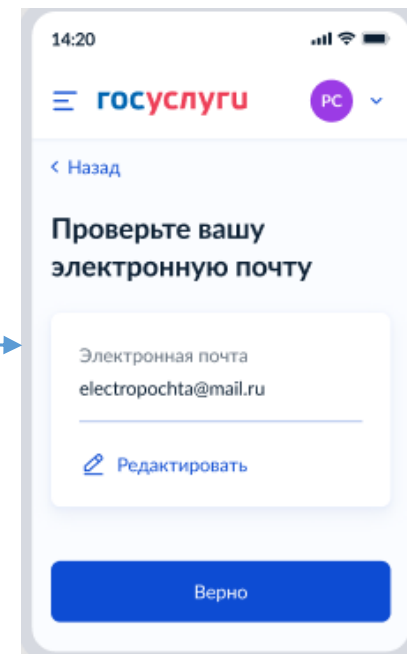 14:20
госуслуги
РС
Назад
Проверьте вашу
электронную почту
Электронная почта
electropochta@mail.ru
Редактировать
Верно